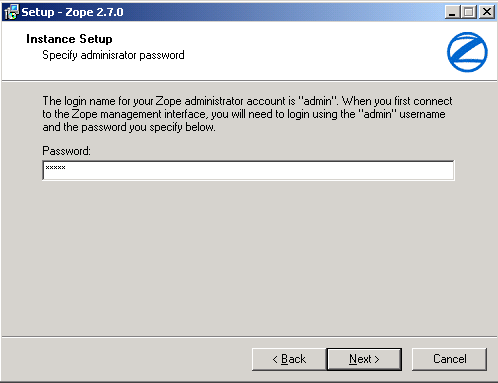 Setup - Zope 2.7.0
Instance Setup
Specify adminisrator password
The login name for your Zope administrator account is "admin". When you first connect
to the Zope management interface, you will need to login using the "admin" username
and the password you specify below.
Password:
*****
< Back
Next >
Cancel